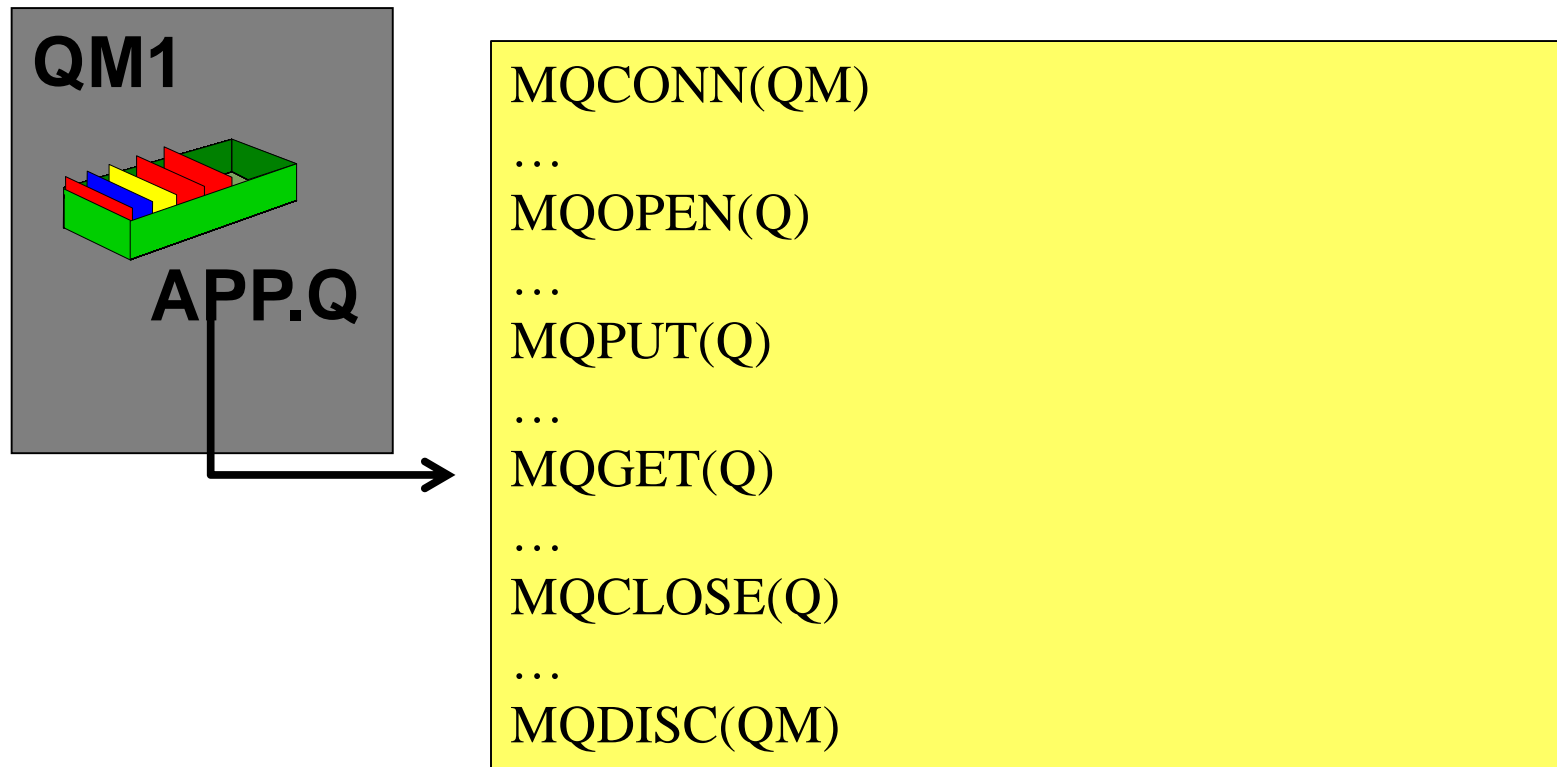 QM1
APP.Q
MQCONN(QM)
…
MQOPEN(Q)
…
MQPUT(Q)
…
MQGET(Q)
…
MQCLOSE(Q)
…
MQDISC(QM)